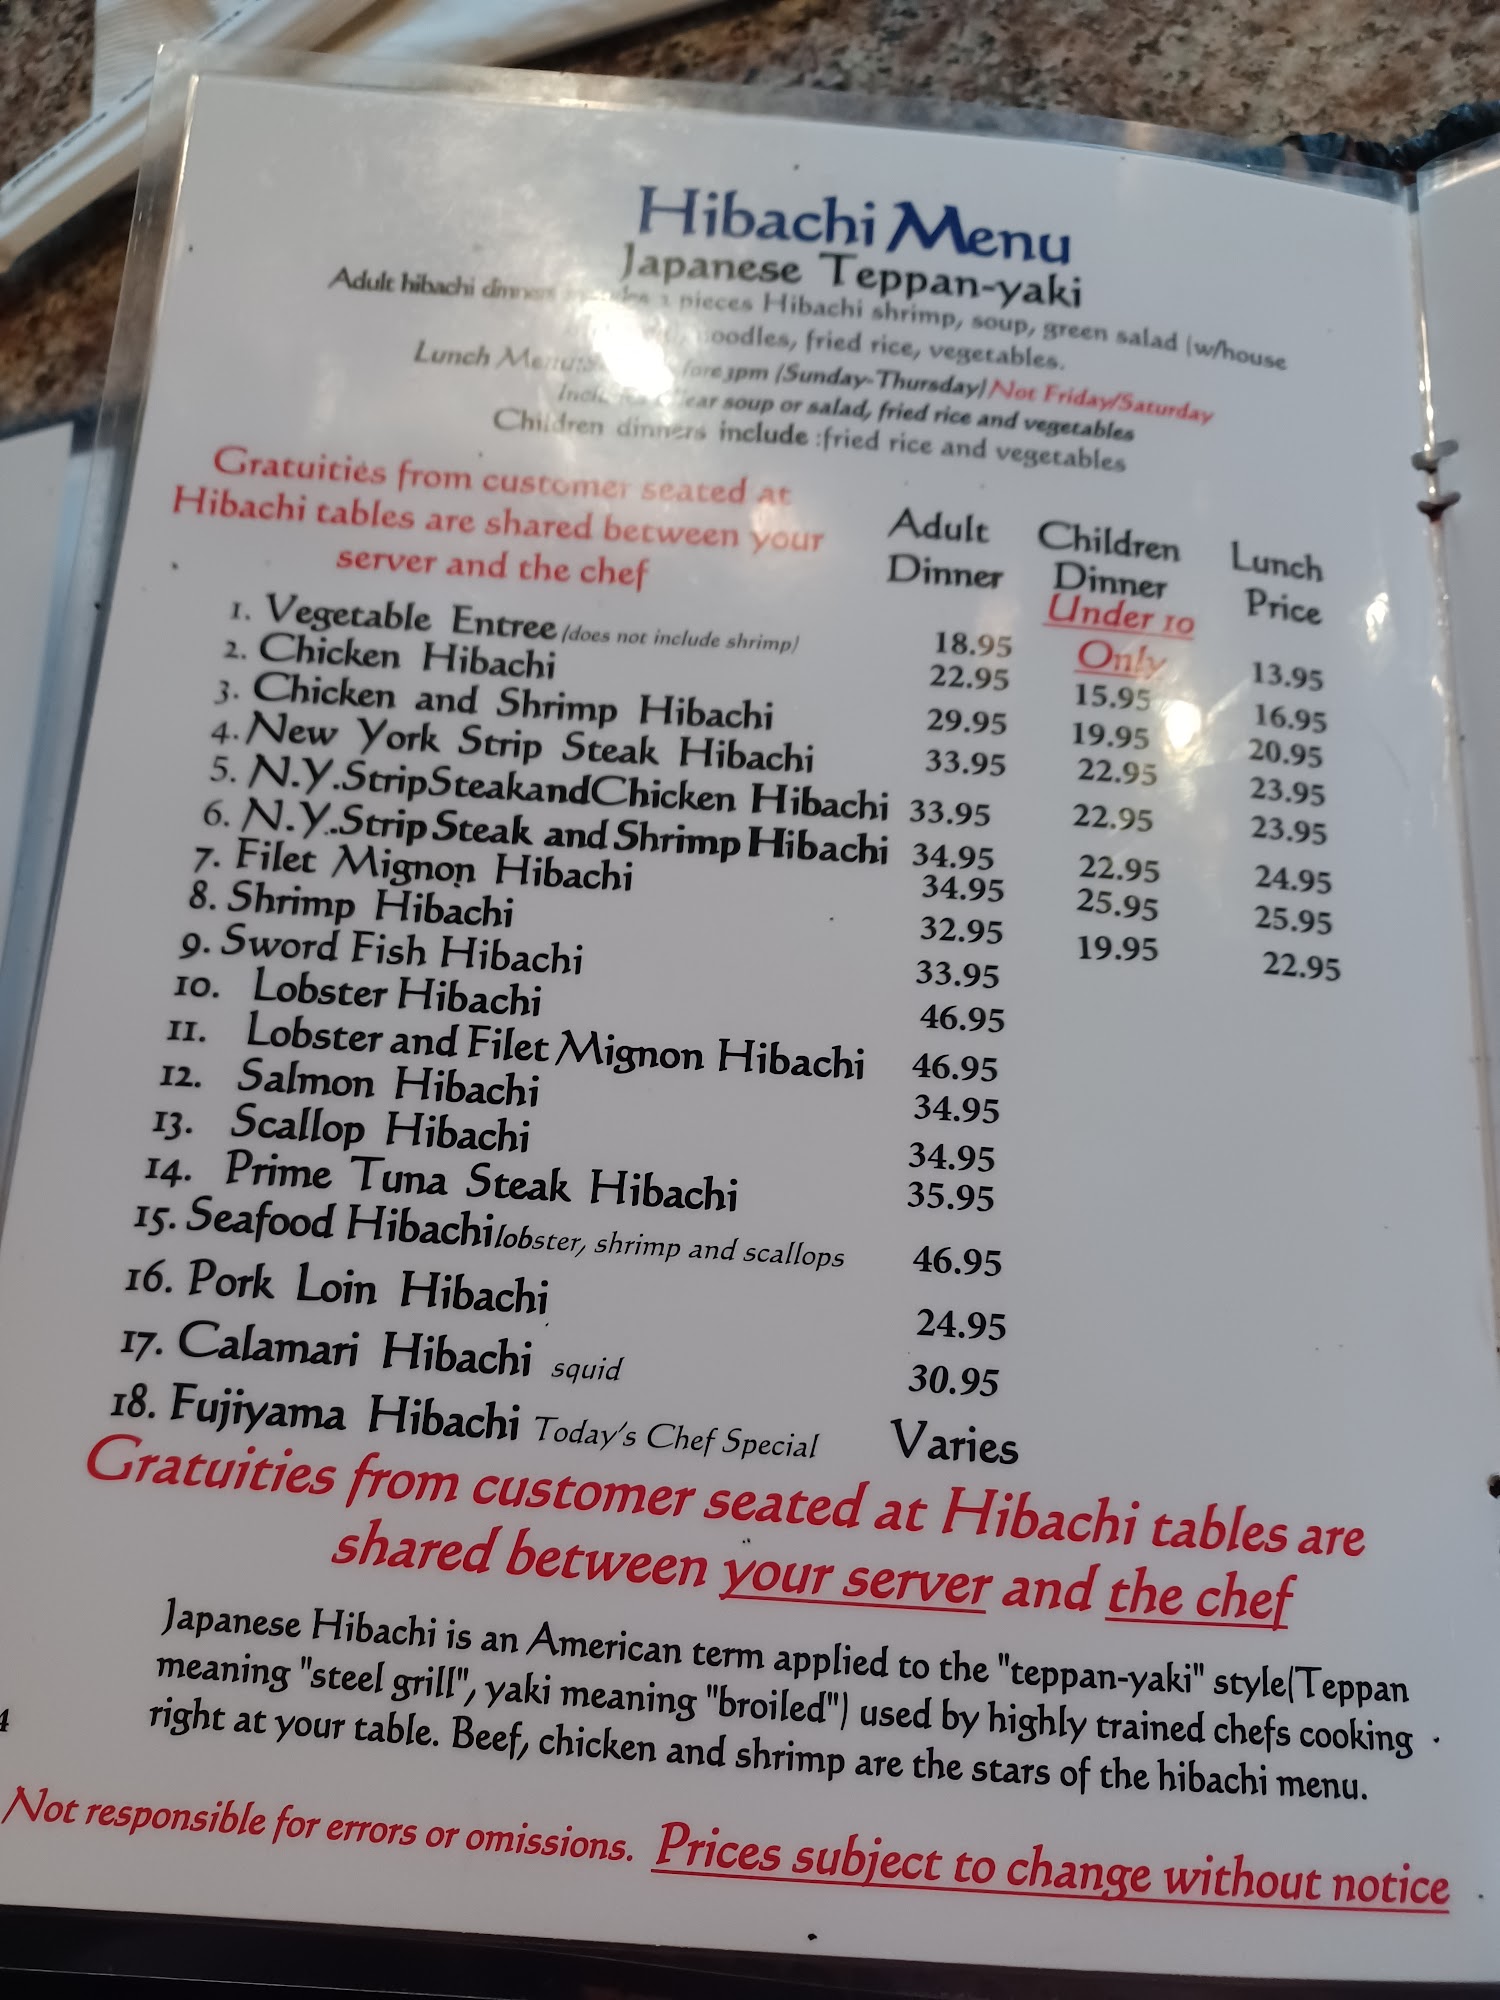 Hibachi Menu
Japanese Teppan-yaki
Adult hibachi dinners includes 2 pieces Hibachi shrimp, soup, green salad (w/house
noodles, fried rice, vegetables.
Lunch Menu 3pm (Sunday-Thursday) Not Friday/Saturday
Includes clear soup or salad, fried rice and vegetables
Children dinners include :fried rice and vegetables
Gratuities from customer seated at
Hibachi tables are shared between your
server and the chef
Adult Dinner
Children Dinner
Under 10 Only
Lunch Price
1. Vegetable Entree (does not include shrimp) 18.95 13.95
2. Chicken Hibachi 22.95 15.95 16.95
3. Chicken and Shrimp Hibachi 29.95 19.95 20.95
4. New York Strip Steak Hibachi 33.95 22.95 23.95
5. N.Y.StripSteakandChicken Hibachi 33.95 22.95 23.95
6. N.Y..Strip Steak and Shrimp Hibachi 34.95 22.95 24.95
7. Filet Mignon Hibachi 34.95 25.95 25.95
8. Shrimp Hibachi 32.95 19.95 22.95
9. Sword Fish Hibachi 33.95
10. Lobster Hibachi 46.95
11. Lobster and Filet Mignon Hibachi 46.95
12. Salmon Hibachi 34.95
13. Scallop Hibachi 34.95
14. Prime Tuna Steak Hibachi 35.95
15. Seafood Hibachi lobster, shrimp and scallops 46.95
16. Pork Loin Hibachi 24.95
17. Calamari Hibachi squid 30.95
18. Fujiyama Hibachi Today's Chef Special Varies
Gratuities from customer seated at Hibachi tables are
shared between your server and the chef
Japanese Hibachi is an American term applied to the "teppan-yaki" style(Teppan
meaning "steel grill", yaki meaning "broiled") used by highly trained chefs cooking
right at your table. Beef, chicken and shrimp are the stars of the hibachi menu.
4
Not responsible for errors or omissions. Prices subject to change without notice